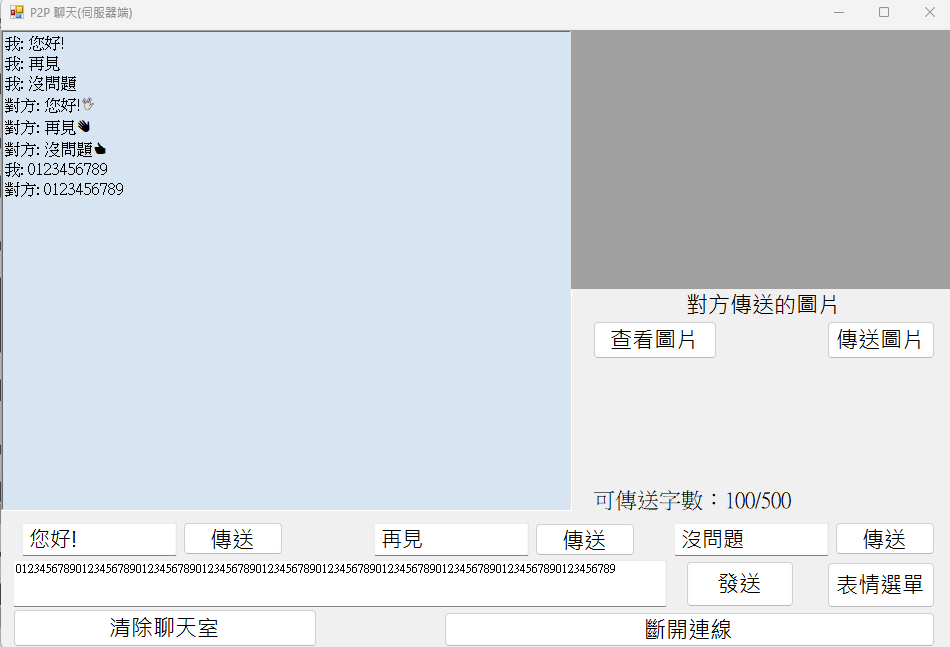 P2P 聊天(伺服器端)
我: 您好!
我: 再見
我: 沒問題
對方: 您好!🖐
對方: 再見👋
對方: 沒問題👍
我: 0123456789
對方: 0123456789
對方傳送的圖片
查看圖片
傳送圖片
可傳送字數：100/500
您好!
傳送
再見
傳送
沒問題
傳送
0123456789012345678901234567890123456789012345678901234567890123456789012345678901234567890123456789
發送
表情選單
清除聊天室
斷開連線